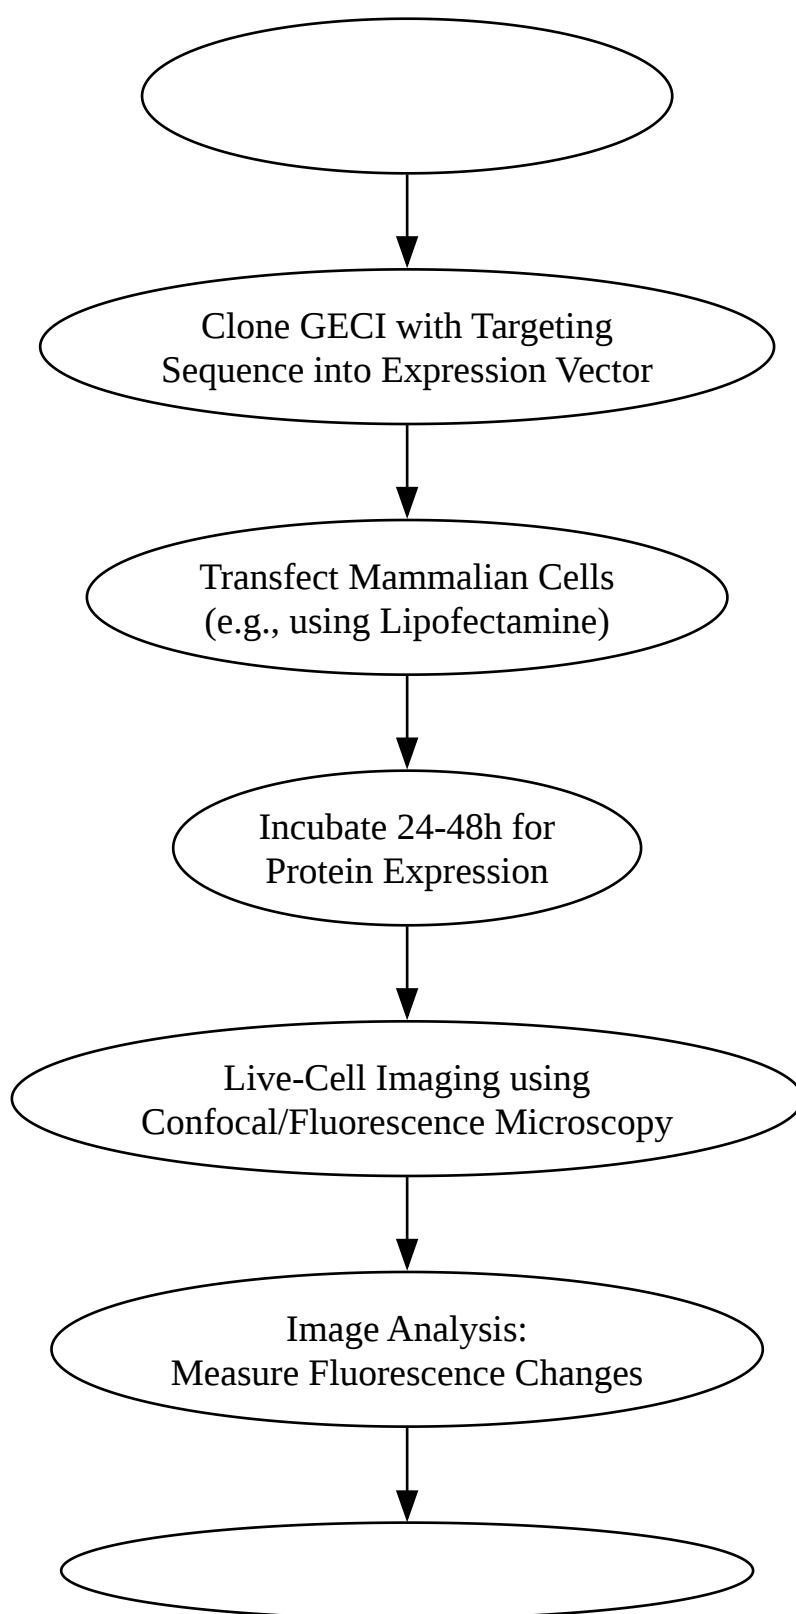 Clone GECI with Targeting
Sequence into Expression Vector
Transfect Mammalian Cells
(e.g., using Lipofectamine)
Incubate 24-48h for
Protein Expression
Live-Cell Imaging using
Confocal/Fluorescence Microscopy
Image Analysis:
Measure Fluorescence Changes